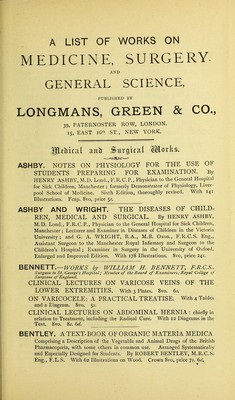 A LIST OF WORKS ON
MEDICINE, SURGERY
AND
GENERAL SCIENCE,
PUBLISHED BY
LONGMANS, GREEN & CO.,
39, PATERNOSTER ROW, LONDON.
15, EAST 16th ST., NEW YORK.
Medical and Surgical Works.
ASHBY. NOTES ON PHYSIOLOGY FOR THE USE OF
STUDENTS PREPARING FOR EXAMINATION. By
HENRY ASHBY, M.D. Lond., F.R.C.P., Physician to the General Hospital
for Sick Children, Manchester; formerly Demonstrator of Physiology, Liver-
pool School of Medicine. Sixth Edition, thoroughly revised. With 141
Illustrations. Fcap. 8vo, price 5s.
ASHBY AND WRIGHT. THE DISEASES OF CHILD-
REN, MEDICAL AND SURGICAL. By HENRY ASHBY,
M.D. Lond., F.R.C.P., Physician to the General Hospital for Sick Children,
Manchester; Lecturer and Examiner in Diseases of Children in the Victoria
University; and G. A. WRIGHT, B.A., M.B. Oxon., F.R.C.S. Eng.,
Assistant Surgeon to the Manchester Royal Infirmary and Surgeon to the
Children's Hospital; Examiner in Surgery in the University of Oxford.
Enlarged and Improved Edition. With 178 Illustrations. 8vo, price 24s.
BENNETT.—WORKS by WILLIAM H. BENNETT, F.R.C.S.,
Surgeon to St. George's Hospital; Member of the Board of Examiners, Royal College of
Surgeons of England.
CLINICAL LECTURES ON VARICOSE VEINS OF THE
LOWER EXTREMITIES. With 3 Plates. 8vo. 6s.
ON VARICOCELE: A PRACTICAL TREATISE. With 4 Tables
and a Diagram. 8vo. 5s.
CLINICAL LECTURES ON ABDOMINAL HERNIA: chiefly in
relation to Treatment, including the Radical Cure. With 12 Diagrams in the
Text. 8vo. 8s. 6d.
BENTLEY. A TEXT-BOOK OF ORGANIC MATERIA MEDICA
Comprising a Description of the Vegetable and Animal Drugs of the British
Pharmacopœia, with some others in common use. Arranged Systematically
and Especially Designed for Students. By ROBERT BENTLEY, M.R.C.S.
Eng., F.L.S. With 62 Illustrations on Wood. Crown 8vo, price 7s. 6d.